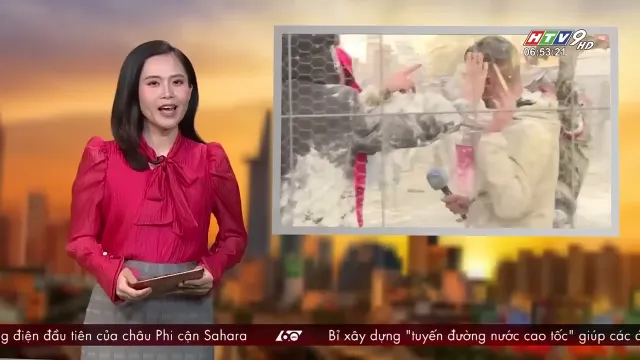 HTV9 HD
06:53:21
g điện đầu tiên của châu Phi cận Sahara
60
Bỉ xây dựng "tuyến đường nước cao tốc" giúp các đ